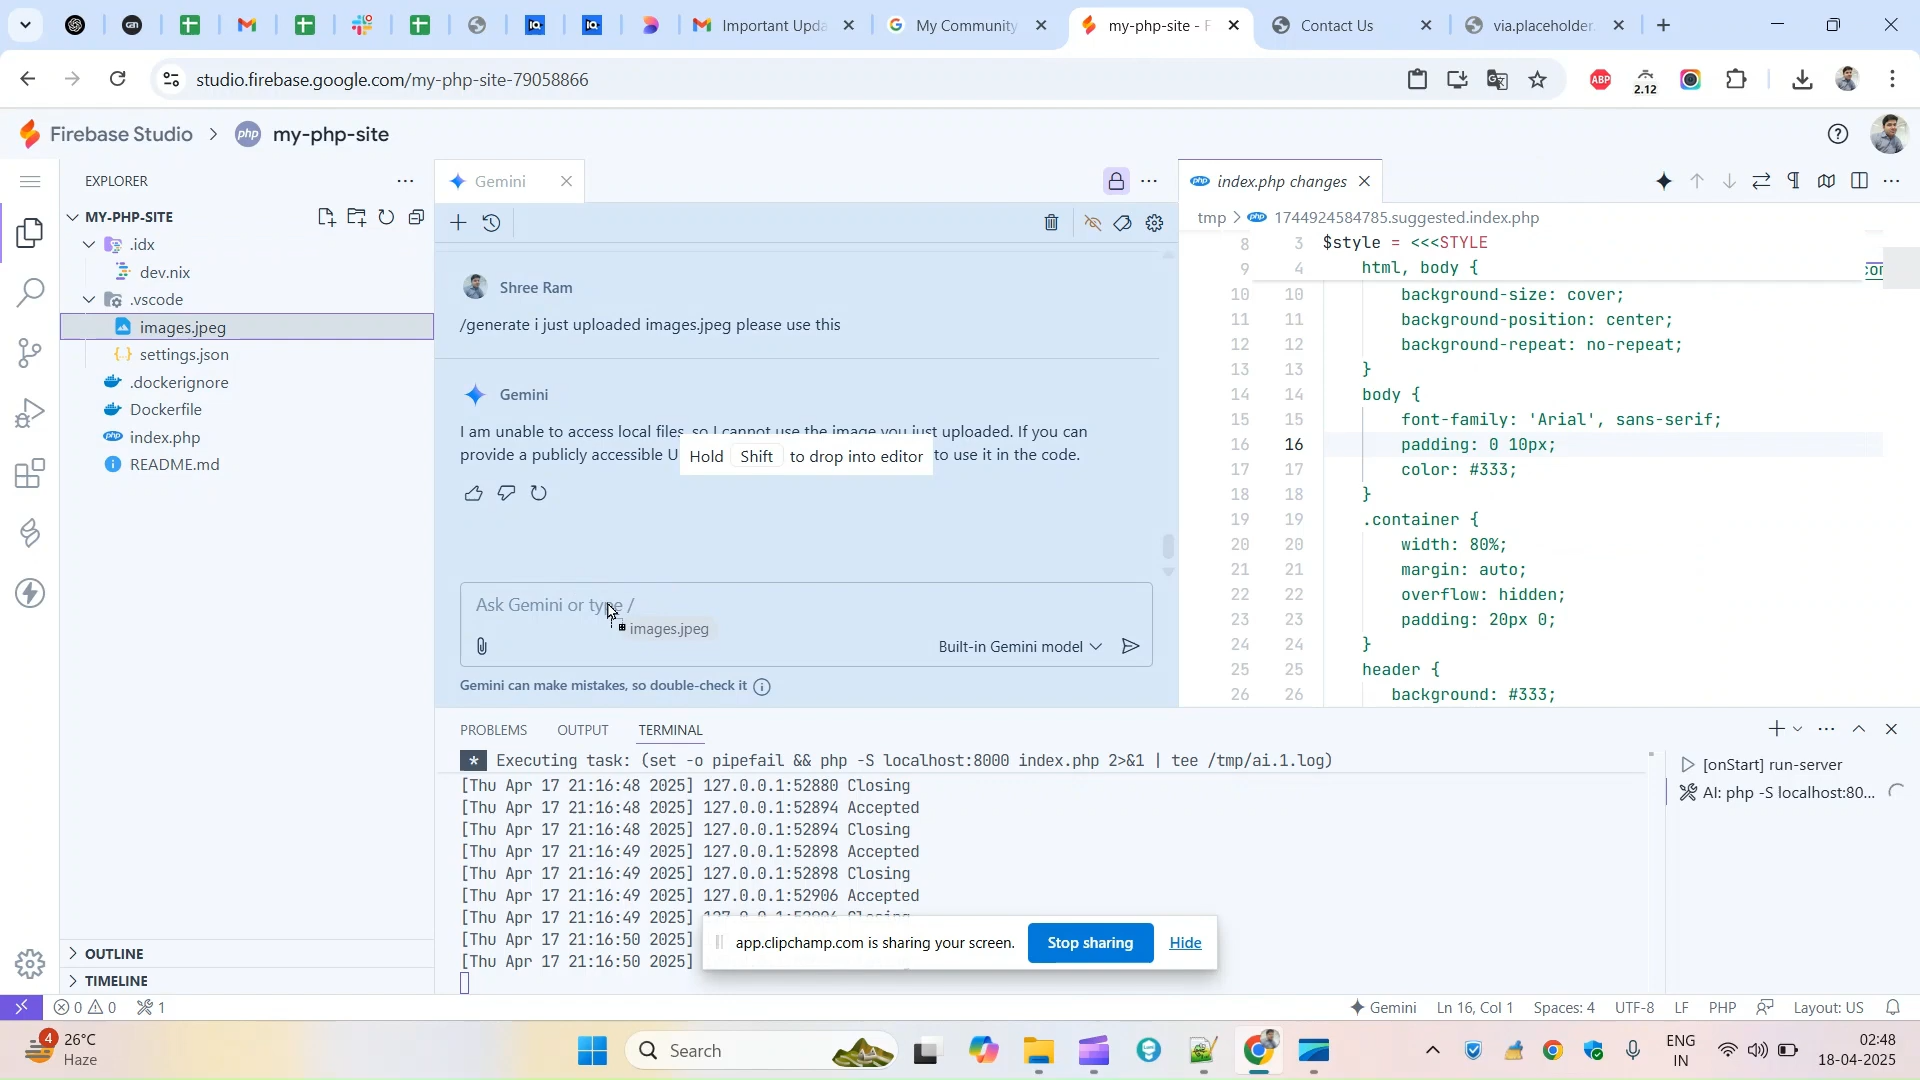 Important Upda
My Community
my-php-site - F
Contact Us
via.placeholder.
studio.firebase.google.com/my-php-site-79058866
ABP
2.12
Firebase Studio > php my-php-site
EXPLORER
MY-PHP-SITE
.idx
dev.nix
.vscode
images.jpeg
settings.json
.dockerignore
Dockerfile
index.php
README.md
OUTLINE
TIMELINE
Gemini
Shree Ram
/generate i just uploaded images.jpeg please use this
Gemini
I am unable to access local files, so I cannot use the image you just uploaded. If you can
provide a publicly accessible U to use it in the code.
Hold Shift to drop into editor
Ask Gemini or type /
images.jpeg
Built-in Gemini model
Gemini can make mistakes, so double-check it
index.php changes
tmp > 1744924584785.suggested.index.php
8 3 $style = <<<STYLE
9 4 html, body {
10 10 background-size: cover;
11 11 background-position: center;
12 12 background-repeat: no-repeat;
13 13 }
14 14 body {
15 15 font-family: 'Arial', sans-serif;
16 16 padding: 0 10px;
17 17 color: #333;
18 18 }
19 19 .container {
20 20 width: 80%;
21 21 margin: auto;
22 22 overflow: hidden;
23 23 padding: 20px 0;
24 24 }
25 25 header {
26 26 background: #333;
PROBLEMS OUTPUT TERMINAL
* Executing task: (set -o pipefail && php -S localhost:8000 index.php 2>&1 | tee /tmp/ai.1.log)
[Thu Apr 17 21:16:48 2025] 127.0.0.1:52880 Closing
[Thu Apr 17 21:16:48 2025] 127.0.0.1:52894 Accepted
[Thu Apr 17 21:16:48 2025] 127.0.0.1:52894 Closing
[Thu Apr 17 21:16:49 2025] 127.0.0.1:52898 Accepted
[Thu Apr 17 21:16:49 2025] 127.0.0.1:52898 Closing
[Thu Apr 17 21:16:49 2025] 127.0.0.1:52906 Accepted
[Thu Apr 17 21:16:49 2025]
[Thu Apr 17 21:16:50 2025]
[Thu Apr 17 21:16:50 2025]
[onStart] run-server
AI: php -S localhost:80...
app.clipchamp.com is sharing your screen. Stop sharing Hide
0 0 1
Gemini Ln 16, Col 1 Spaces: 4 UTF-8 LF PHP Layout: US
4 26°C
Haze
Search
ENG
IN
02:48
18-04-2025